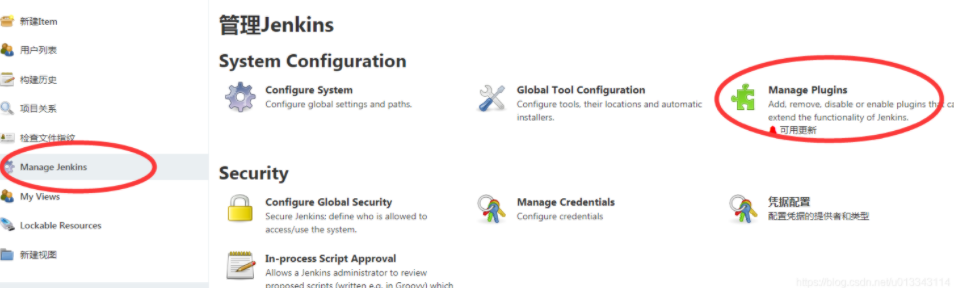 新建Item
用户列表
构建历史
项目关系
检查文件指纹
Manage Jenkins
My Views
Lockable Resources
新建视图
管理Jenkins
System Configuration
Configure System
Configure global settings and paths.
Global Tool Configuration
Configure tools, their locations and automatic
installers.
Manage Plugins
Add, remove, disable or enable plugins that ca
extend the functionality of Jenkins.
可用更新
Security
Configure Global Security
Secure Jenkins; define who is allowed to
access/use the system.
Manage Credentials
Configure credentials
凭据配置
配置凭据的提供者和类型
In-process Script Approval
Allows a Jenkins administrator to review
proposed scripts (written e.g. in Groovy) which
https://blog.csdn.net/u013343114